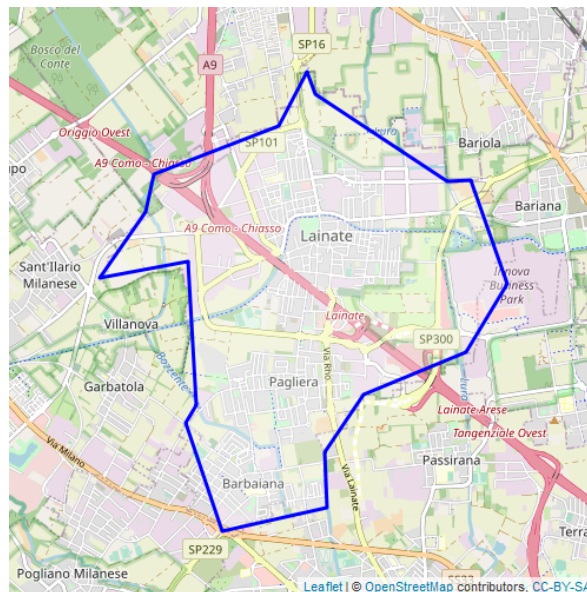 Bosco del
Conte
A9
SP16
Origgio Ovest
SP101
Bariola
A9 Como - Chiasso
Bariana
A9 Como - Chiasso
Lainate
Sant'Ilario
Milanese
Innova
Business
Park
Villanova
Lainate
SP300
Bozzente
Via Rho
Garbatola
Pagliera
Lainate Arese
Tangenziale Ovest
Via Milano
Passirana
Via Lainate
Barbaiana
SP229
Pogliano Milanese
Leaflet | © OpenStreetMap contributors, CC-BY-SA